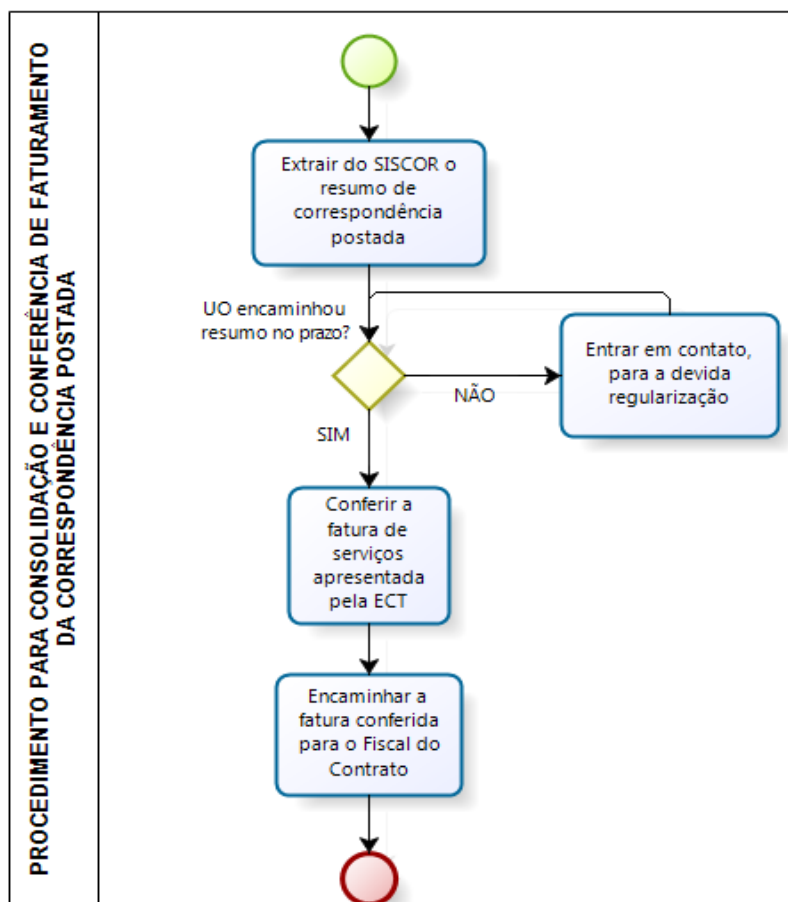 PROCEDIMENTO PARA CONSOLIDAÇÃO E CONFERÊNCIA DE FATURAMENTO
DA CORRESPONDÊNCIA POSTADA
Extrair do SISCOR o
resumo de
correspondência
postada
UO encaminhou
resumo no prazo?
NÃO
Entrar em contato,
para a devida
regularização
SIM
Conferir a
fatura de
serviços
apresentada
pela ECT
Encaminhar a
fatura conferida
para o Fiscal do
Contrato